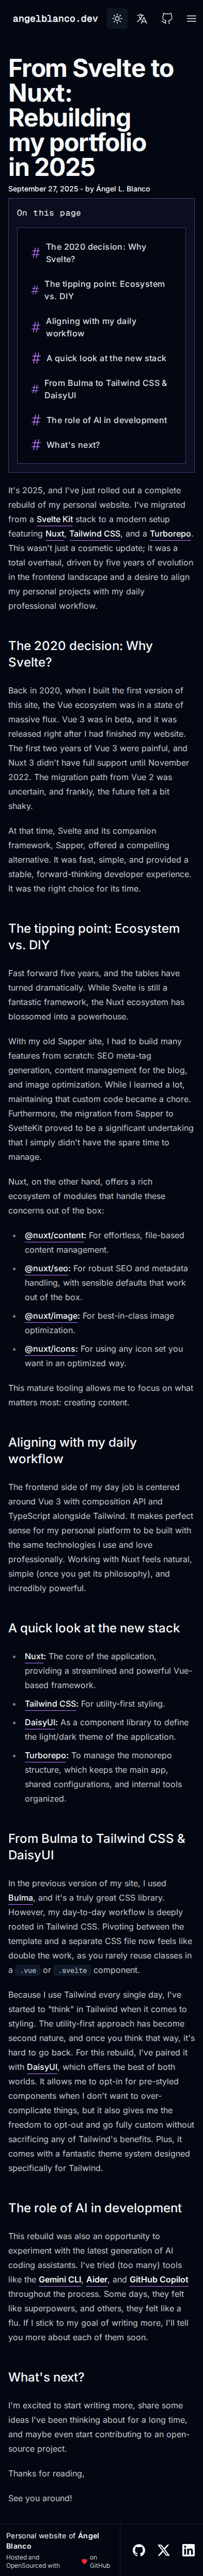 angelblanco.dev
From Svelte to
Nuxt:
Rebuilding
my portfolio
in 2025
September 27, 2025 - by Ángel L. Blanco
On this page
# The 2020 decision: Why
Svelte?
# The tipping point: Ecosystem
vs. DIY
# Aligning with my daily
workflow
# A quick look at the new stack
# From Bulma to Tailwind CSS &
DaisyUI
# The role of AI in development
# What's next?
It's 2025, and I've just rolled out a complete
rebuild of my personal website. I've migrated
from a Svelte Kit stack to a modern setup
featuring Nuxt, Tailwind CSS, and a Turborepo.
This wasn't just a cosmetic update; it was a
total overhaul, driven by five years of evolution
in the frontend landscape and a desire to align
my personal projects with my daily
professional workflow.
The 2020 decision: Why
Svelte?
Back in 2020, when I built the first version of
this site, the Vue ecosystem was in a state of
massive flux. Vue 3 was in beta, and it was
released right after I had finished my website.
The first two years of Vue 3 were painful, and
Nuxt 3 didn't have full support until November
2022. The migration path from Vue 2 was
uncertain, and frankly, the future felt a bit
shaky.
At that time, Svelte and its companion
framework, Sapper, offered a compelling
alternative. It was fast, simple, and provided a
stable, forward-thinking developer experience.
It was the right choice for its time.
The tipping point: Ecosystem
vs. DIY
Fast forward five years, and the tables have
turned dramatically. While Svelte is still a
fantastic framework, the Nuxt ecosystem has
blossomed into a powerhouse.
With my old Sapper site, I had to build many
features from scratch: SEO meta-tag
generation, content management for the blog,
and image optimization. While I learned a lot,
maintaining that custom code became a chore.
Furthermore, the migration from Sapper to
SvelteKit proved to be a significant undertaking
that I simply didn't have the spare time to
manage.
Nuxt, on the other hand, offers a rich
ecosystem of modules that handle these
concerns out of the box:
• @nuxt/content: For effortless, file-based
content management.
• @nuxt/seo: For robust SEO and metadata
handling, with sensible defaults that work
out of the box.
• @nuxt/image: For best-in-class image
optimization.
• @nuxt/icons: For using any icon set you
want in an optimized way.
This mature tooling allows me to focus on what
matters most: creating content.
Aligning with my daily
workflow
The frontend side of my day job is centered
around Vue 3 with composition API and
TypeScript alongside Tailwind. It makes perfect
sense for my personal platform to be built with
the same technologies I use and love
professionally. Working with Nuxt feels natural,
simple (once you get its philosophy), and
incredibly powerful.
A quick look at the new stack
• Nuxt: The core of the application,
providing a streamlined and powerful Vue-
based framework.
• Tailwind CSS: For utility-first styling.
• DaisyUI: As a component library to define
the light/dark theme of the application.
• Turborepo: To manage the monorepo
structure, which keeps the main app,
shared configurations, and internal tools
organized.
From Bulma to Tailwind CSS &
DaisyUI
In the previous version of my site, I used
Bulma, and it's a truly great CSS library.
However, my day-to-day workflow is deeply
rooted in Tailwind CSS. Pivoting between the
template and a separate CSS file now feels like
double the work, as you rarely reuse classes in
a .vue or .svelte component.
Because I use Tailwind every single day, I've
started to "think" in Tailwind when it comes to
styling. The utility-first approach has become
second nature, and once you think that way, it's
hard to go back. For this rebuild, I've paired it
with DaisyUI, which offers the best of both
worlds. It allows me to opt-in for pre-styled
components when I don't want to over-
complicate things, but it also gives me the
freedom to opt-out and go fully custom without
sacrificing any of Tailwind's benefits. Plus, it
comes with a fantastic theme system designed
specifically for Tailwind.
The role of AI in development
This rebuild was also an opportunity to
experiment with the latest generation of AI
coding assistants. I've tried (too many) tools
like the Gemini CLI, Aider, and GitHub Copilot
throughout the process. Some days, they felt
like superpowers, and others, they felt like a
flu. If I stick to my goal of writing more, I'll tell
you more about each of them soon.
What's next?
I'm excited to start writing more, share some
ideas I've been thinking about for a long time,
and maybe even start contributing to an open-
source project.
Thanks for reading,
See you around!
Personal website of Ángel
Blanco
Hosted and
OpenSourced with ❤ on
GitHub